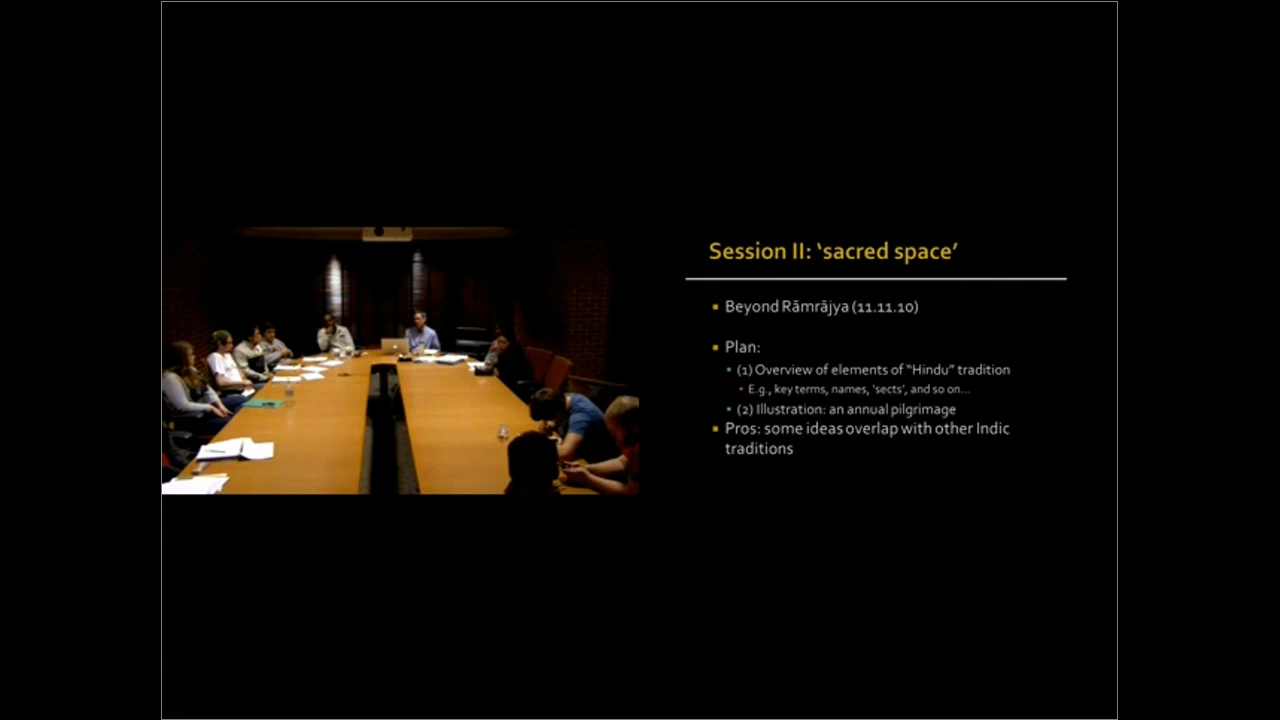 Session II: ‘sacred space’
Beyond Rāmrājya (11.11.10)
Plan:
(1) Overview of elements of “Hindu” tradition
E.g., key terms, names, 'sects', and so on…
(2) Illustration: an annual pilgrimage
Pros: some ideas overlap with other Indic
traditions